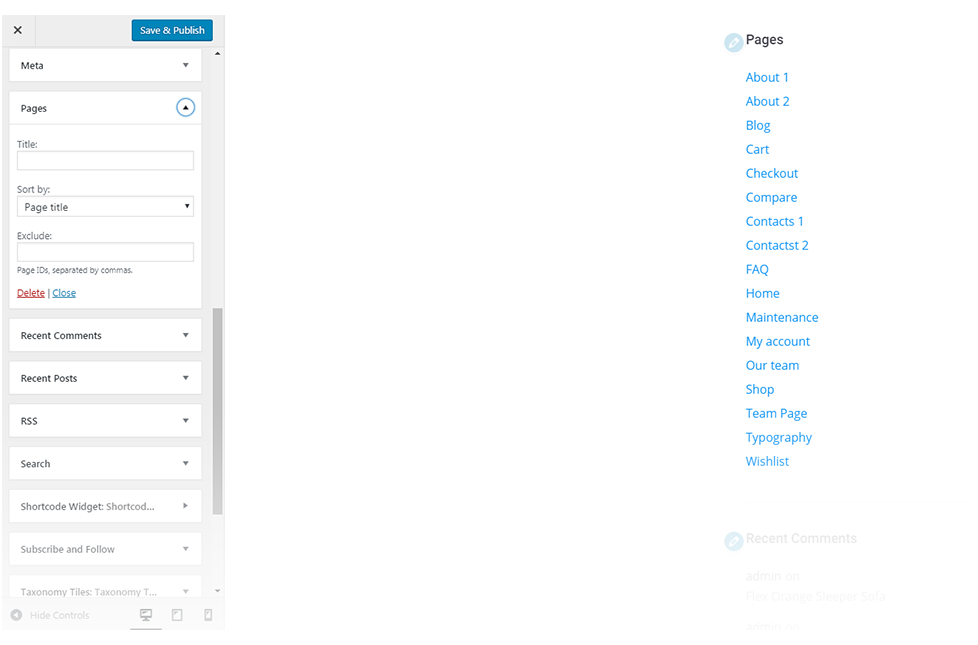 Save & Publish
Meta
Pages
Title:
Sort by:
Page title
Exclude:
Page IDs, separated by commas.
Delete | Close
Recent Comments
Recent Posts
RSS
Search
Shortcode Widget: Shortcod...
Subscribe and Follow
Taxonomy Tiles: Taxonomy T...
Hide Controls
Pages
About 1
About 2
Blog
Cart
Checkout
Compare
Contacts 1
Contactst 2
FAQ
Home
Maintenance
My account
Our team
Shop
Team Page
Typography
Wishlist
Recent Comments
admin on
Flex Orange Sleeper Sofa
admin on